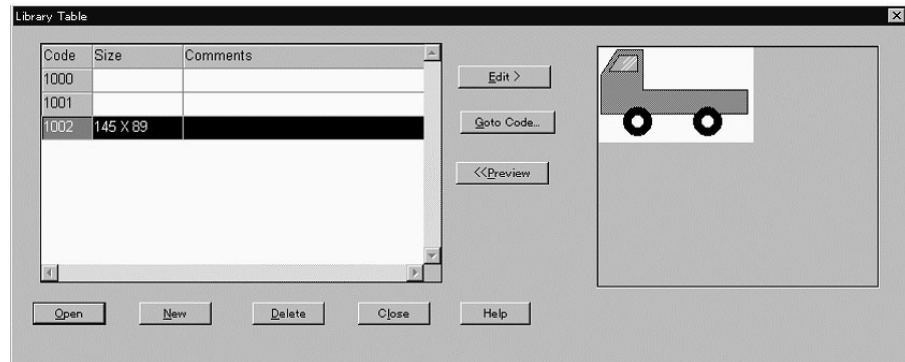 Library Table
Code Size Comments
1000
1001
1002 145 X 89
Edit >
Goto Code...
<<Preview
Open New Delete Close Help